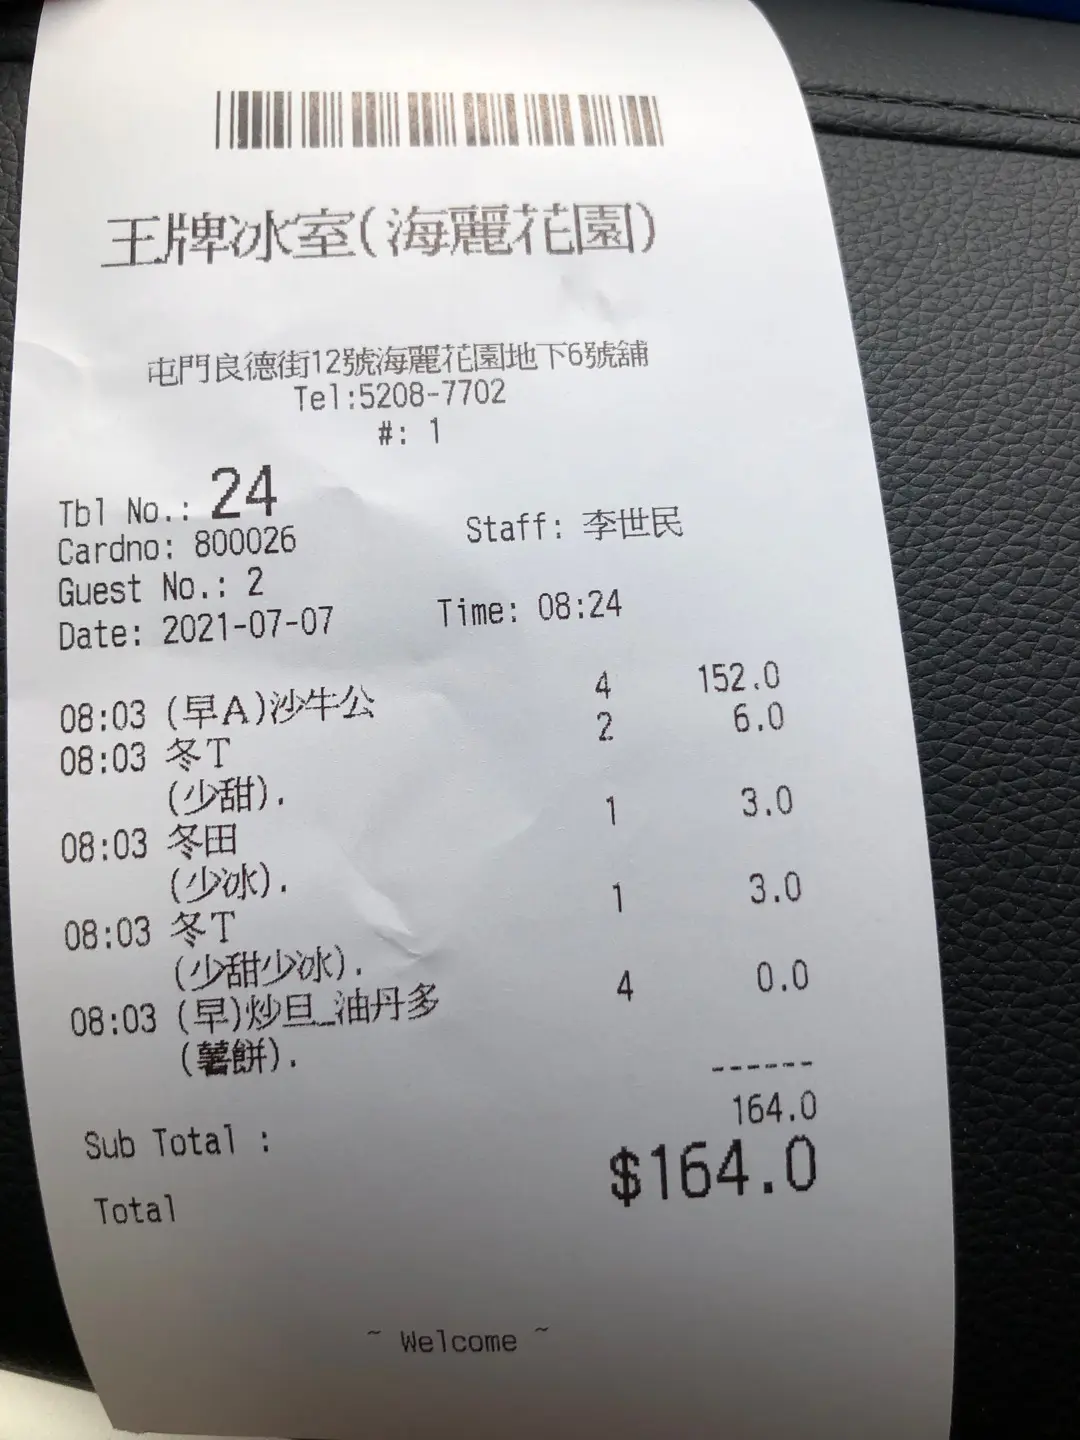 王牌冰室(海麗花園)
屯門良德街12號海麗花園地下6號舖
Tel:5208-7702
#: 1
Tbl No.: 24
Cardno: 800026 Staff: 李世民
Guest No.: 2
Date: 2021-07-07 Time: 08:24
08:03 (早A)沙牛公 4 152.0
08:03 冬T 2 6.0
(少甜).
08:03 冬田 1 3.0
(少冰).
08:03 冬T 1 3.0
(少甜少冰).
08:03 (早)炒旦_油丹多 4 0.0
(薯餅).
------
Sub Total : 164.0
Total $164.0
~ Welcome ~